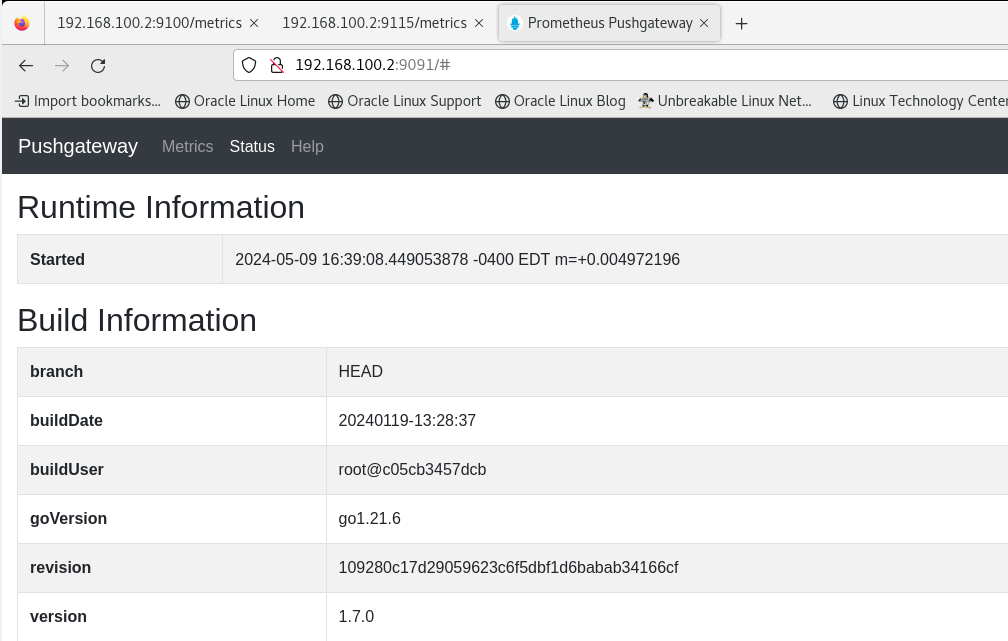 192.168.100.2:9100/metrics × 192.168.100.2:9115/metrics × Prometheus Pushgateway × +
192.168.100.2:9091/#
Import bookmarks... Oracle Linux Home Oracle Linux Support Oracle Linux Blog Unbreakable Linux Net... Linux Technology Center
Pushgateway Metrics Status Help
Runtime Information
Started 2024-05-09 16:39:08.449053878 -0400 EDT m=+0.004972196
Build Information
branch HEAD
buildDate 20240119-13:28:37
buildUser root@c05cb3457dcb
goVersion go1.21.6
revision 109280c17d29059623c6f5dbf1d6babab34166cf
version 1.7.0